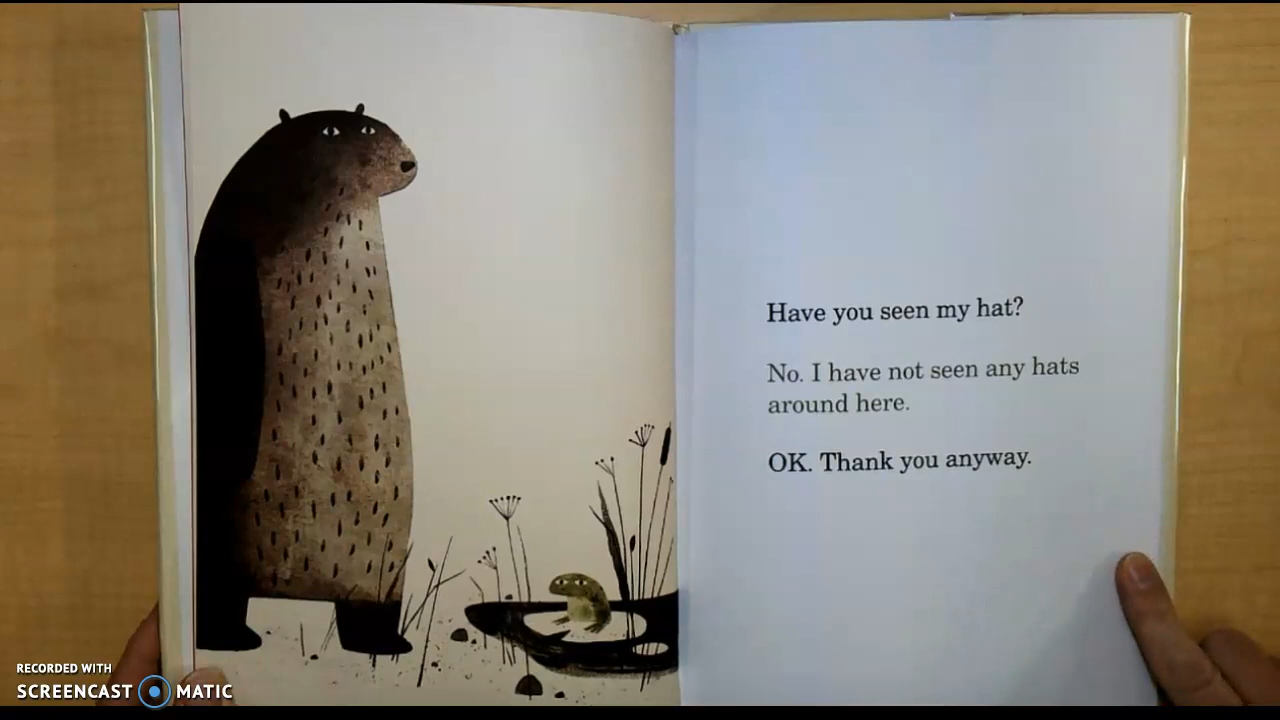 Have you seen my hat?
No. I have not seen any hats
around here.
OK. Thank you anyway.
RECORDED WITH
SCREENCAST MATIC